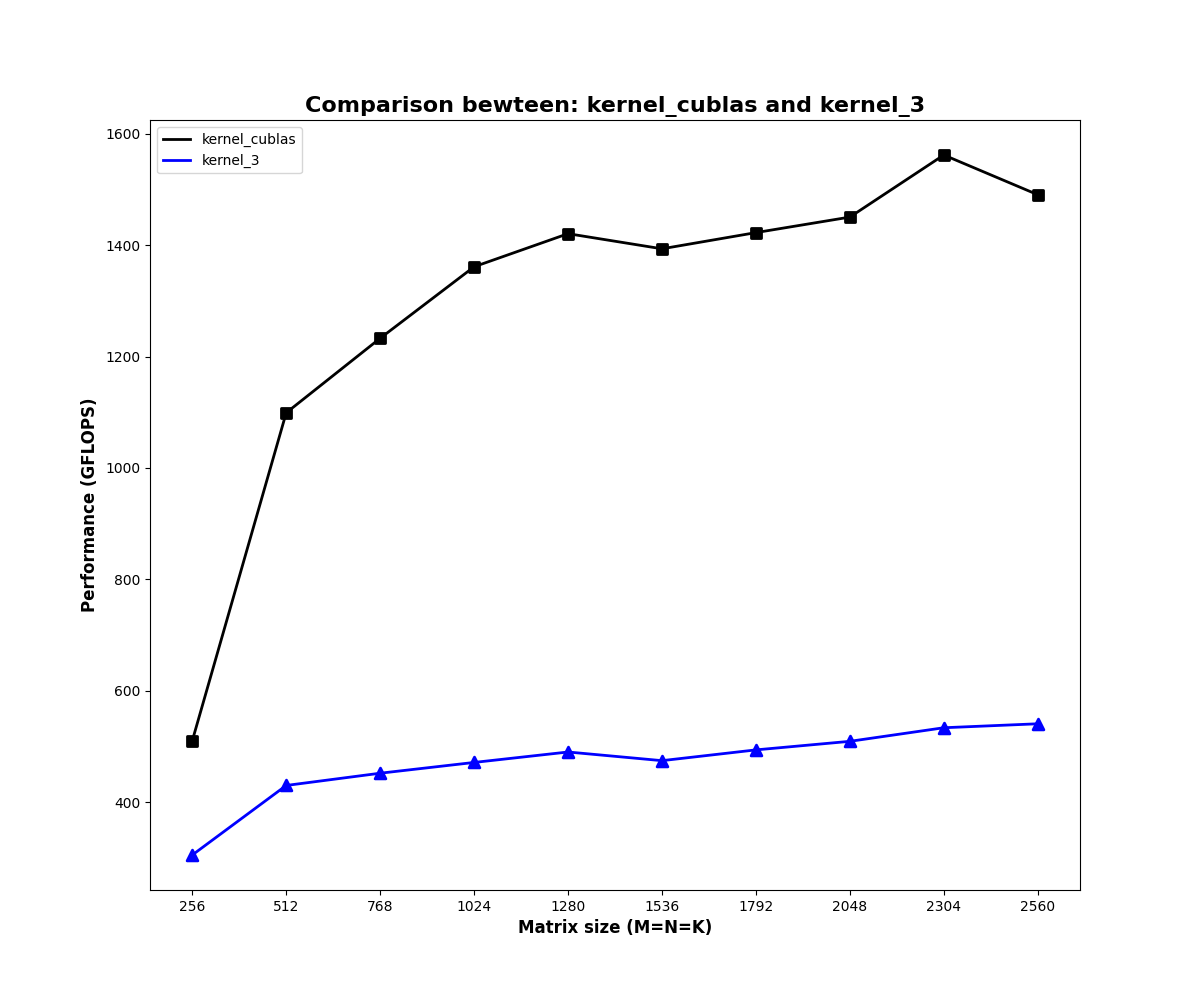 Comparison bewteen: kernel_cublas and kernel_3
kernel_cublas
kernel_3
1600
1400
1200
1000
800
600
400
Performance (GFLOPS)
256 512 768 1024 1280 1536 1792 2048 2304 2560
Matrix size (M=N=K)